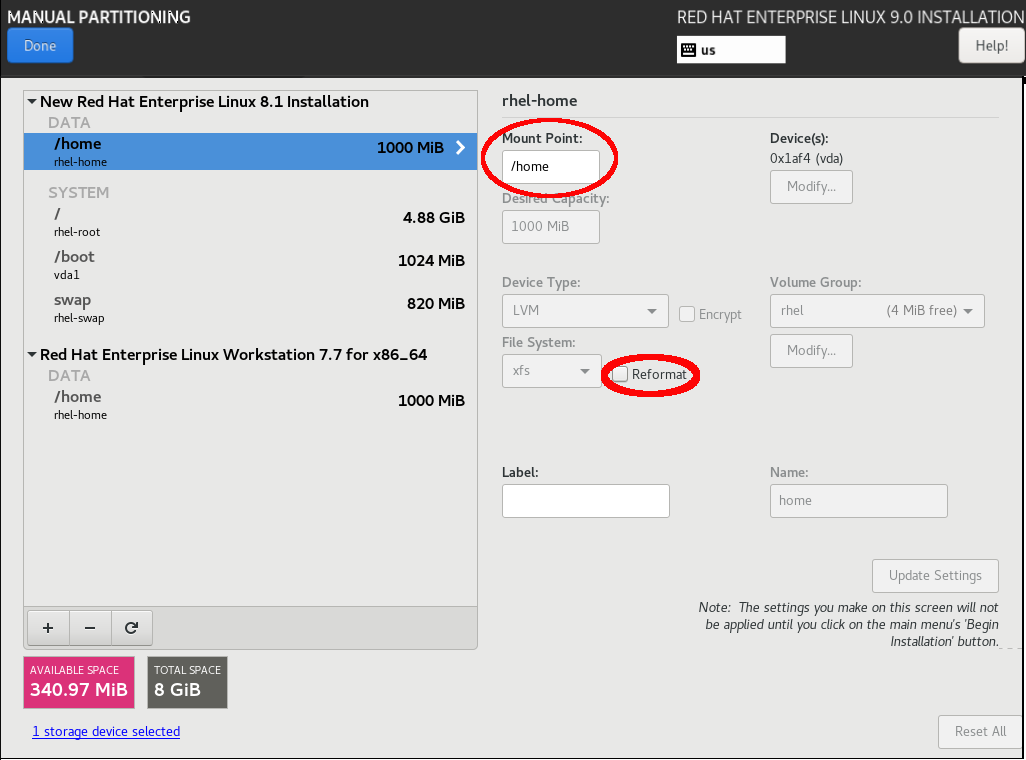 MANUAL PARTITIONING
RED HAT ENTERPRISE LINUX 9.0 INSTALLATION
Done
us
Help!
New Red Hat Enterprise Linux 8.1 Installation
DATA
/home
1000 MiB
rhel-home
SYSTEM
/
4.88 GiB
rhel-root
/boot
1024 MiB
vda1
swap
820 MiB
rhel-swap
Red Hat Enterprise Linux Workstation 7.7 for x86_64
DATA
/home
1000 MiB
rhel-home
+ −
AVAILABLE SPACE
340.97 MiB
TOTAL SPACE
8 GiB
1 storage device selected
rhel-home
Mount Point:
/home
Desired Capacity:
1000 MiB
Device(s):
0x1af4 (vda)
Modify...
Device Type:
LVM
Encrypt
Volume Group:
rhel (4 MiB free)
Modify...
File System:
xfs
Reformat
Label:
Name:
home
Update Settings
Note: The settings you make on this screen will not
be applied until you click on the main menu's 'Begin
Installation' button.
Reset All